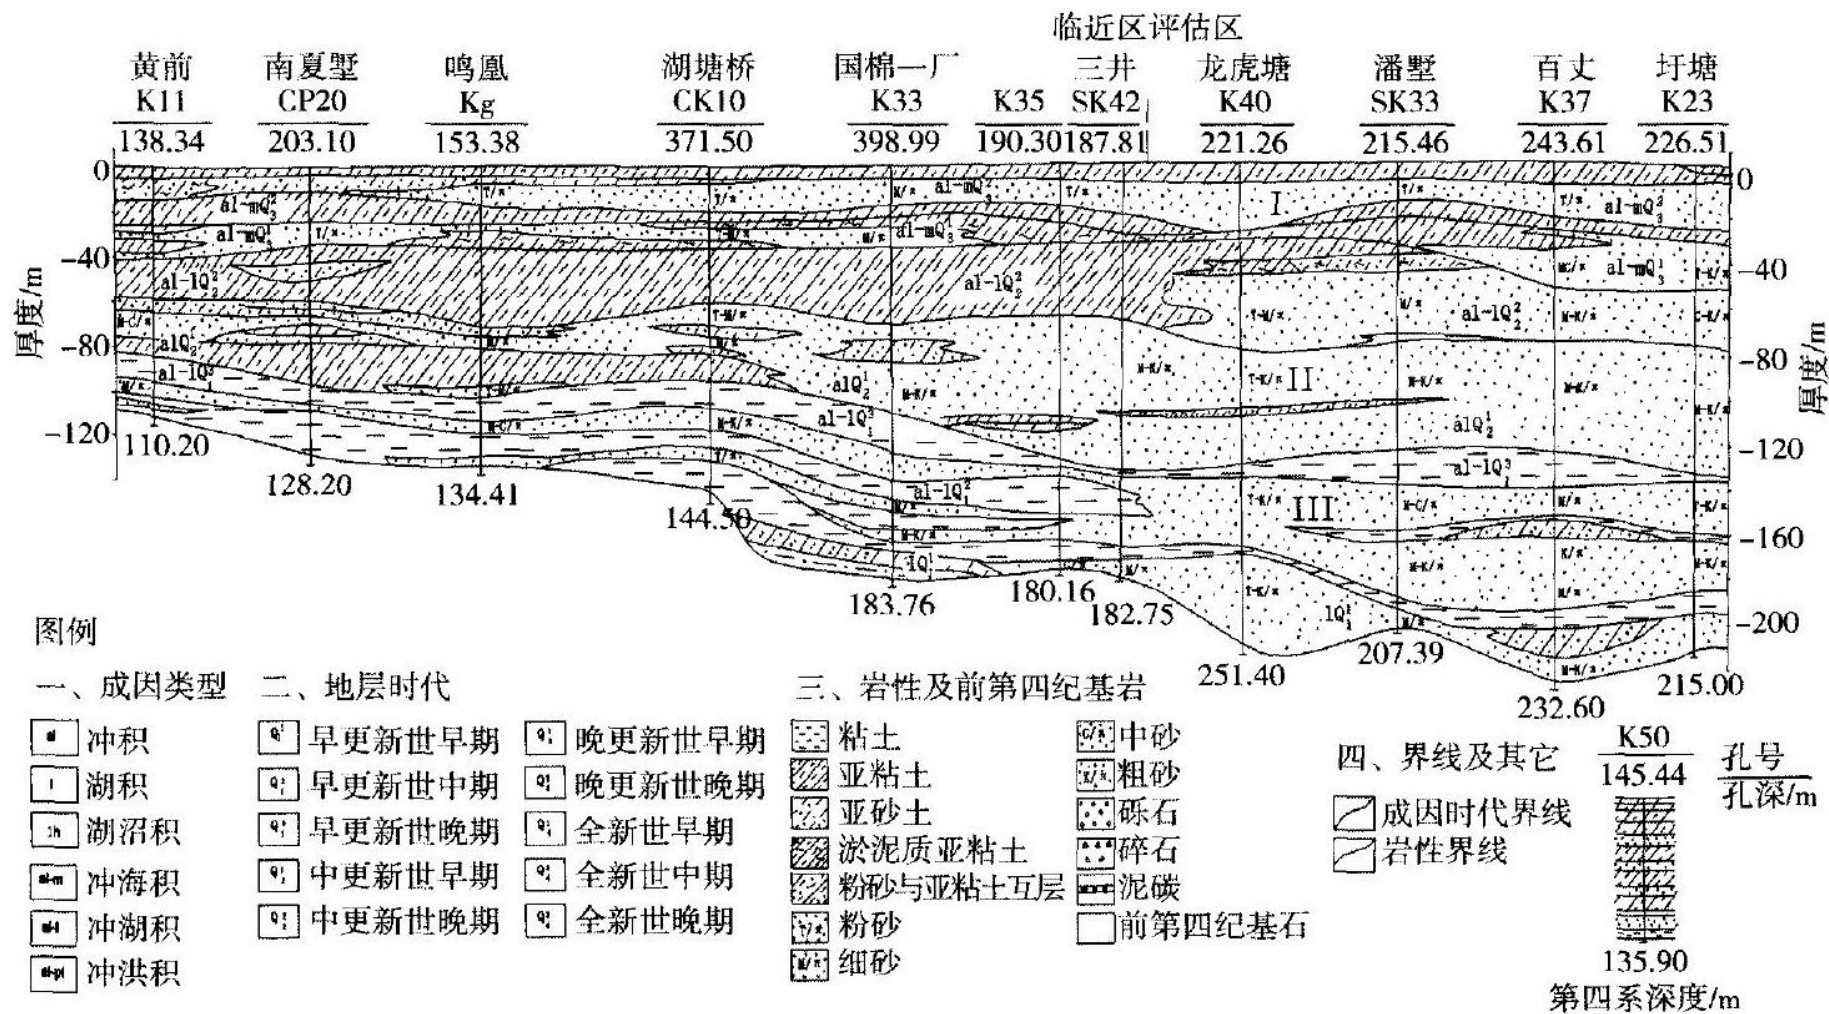 临近区评估区
黄前 南夏墅 鸣凰 湖塘桥 国棉一厂 三井 龙虎塘 潘墅 百丈 圩塘
K11 CP20 Kg CK10 K33 K35 SK42 K40 SK33 K37 K23
138.34 203.10 153.38 371.50 398.99 190.30 187.81 221.26 215.46 243.61 226.51
0 0
-40 -40
-80 -80
-120 -120
-160
-200
厚度/m
厚度/m
I
II
III
110.20
128.20
134.41
144.50
183.76
180.16
182.75
251.40
207.39
232.60
215.00
图例
一、成因类型
al 冲积
l 湖积
lh 湖沼积
al-m 冲海积
al-l 冲湖积
al-pl 冲洪积
二、地层时代
早更新世早期
早更新世中期
早更新世晚期
中更新世早期
中更新世晚期
晚更新世早期
晚更新世晚期
全新世早期
全新世中期
全新世晚期
三、岩性及前第四纪基岩
粘土
亚粘土
亚砂土
淤泥质亚粘土
粉砂与亚粘土互层
粉砂
细砂
中砂
粗砂
砾石
碎石
泥碳
前第四纪基石
四、界线及其它
成因时代界线
岩性界线
K50 孔号
145.44 孔深/m
135.90
第四系深度/m